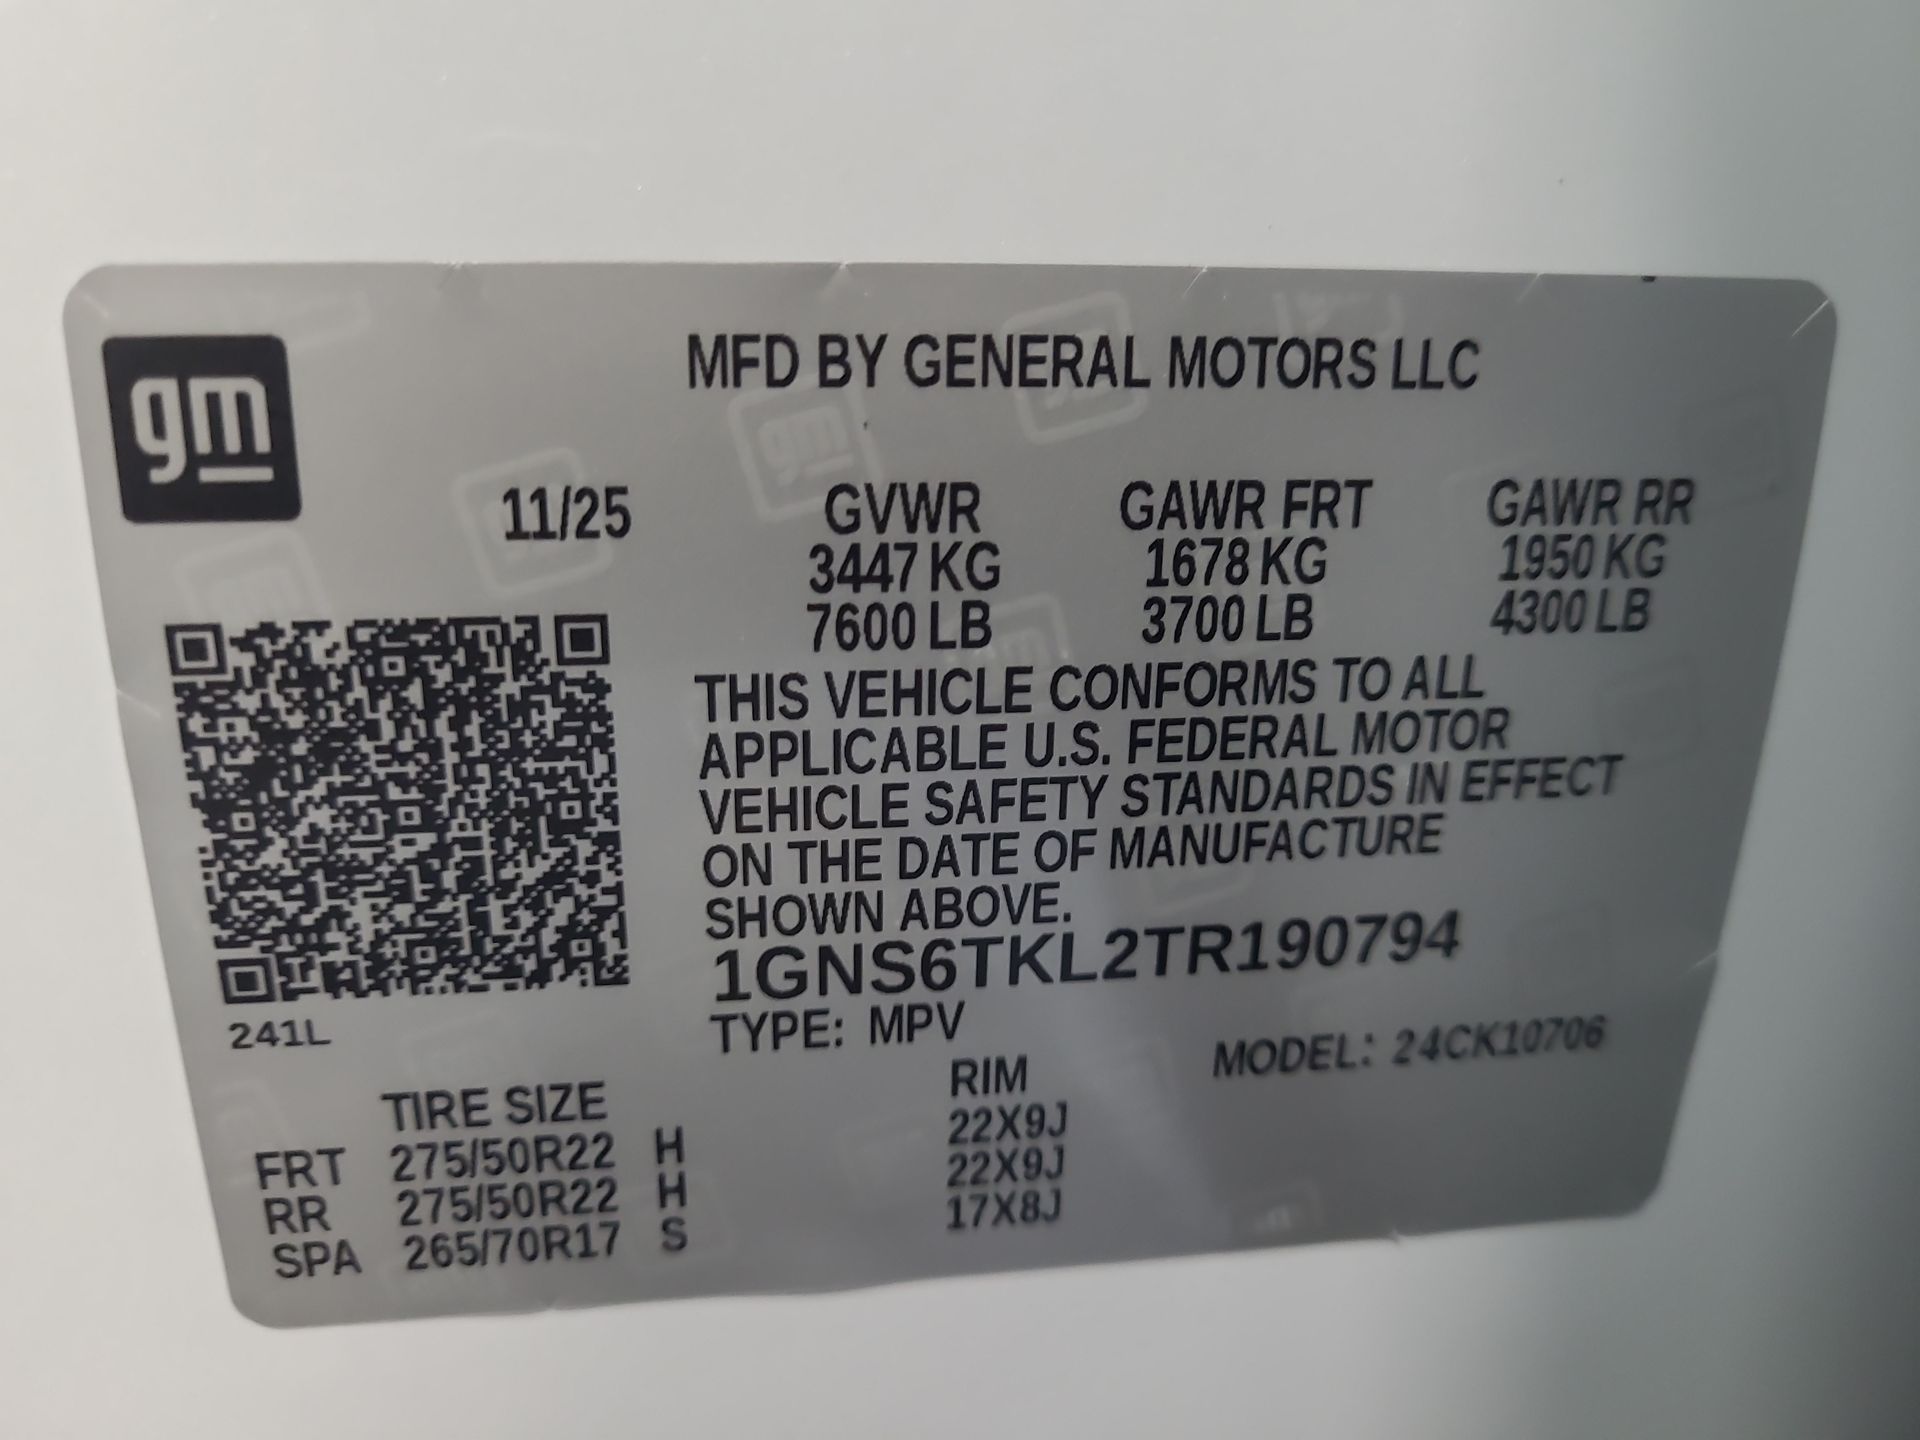 gm
MFD BY GENERAL MOTORS LLC
11/25 GVWR GAWR FRT GAWR RR
3447 KG 1678 KG 1950 KG
7600 LB 3700 LB 4300 LB
THIS VEHICLE CONFORMS TO ALL
APPLICABLE U.S. FEDERAL MOTOR
VEHICLE SAFETY STANDARDS IN EFFECT
ON THE DATE OF MANUFACTURE
SHOWN ABOVE.
1GNS6TKL2TR190794
241L
TYPE: MPV MODEL: 24CK10706
TIRE SIZE RIM
FRT 275/50R22 H 22X9J
RR 275/50R22 H 22X9J
SPA 265/70R17 S 17X8J